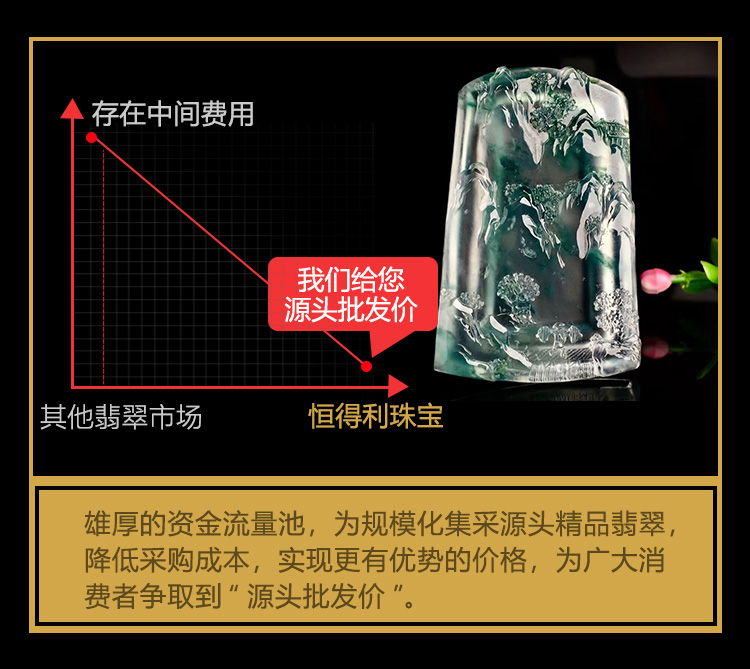 存在中间费用
我们给您
源头批发价
其他翡翠市场
恒得利珠宝
雄厚的资金流量池，为规模化集采源头精品翡翠，
降低采购成本，实现更有优势的价格，为广大消
费者争取到“源头批发价”。